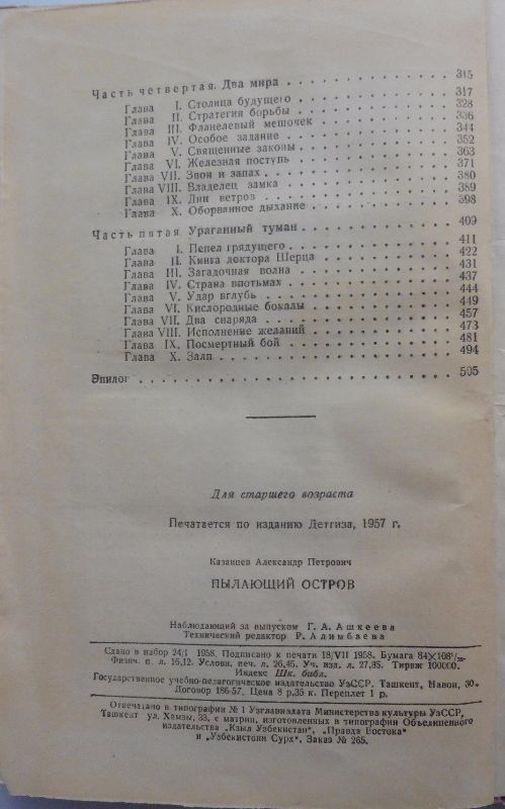 Часть четвертая. Два мира 315
Глава I. Столица будущего 317
Глава II. Стратегия борьбы 328
Глава III. Фланелевый мешочек 336
Глава IV. Особое задание 344
Глава V. Священные законы 352
Глава VI. Железная поступь 363
Глава VII. Звон и запах 371
Глава VIII. Владелец замка 380
Глава IX. Дни ветров 389
Глава X. Оборванное дыхание 398
Часть пятая Ураганный туман 409
Глава I. Пепел грядущего 411
Глава II. Книга доктора Шерца 422
Глава III. Загадочная волна 431
Глава IV. Страна впотьмах 437
Глава V. Удар вглубь 444
Глава VI. Кислородные бокалы 449
Глава VII. Два снаряда 457
Глава VIII. Исполнение желаний 473
Глава IX. Посмертный бой 481
Глава X. Залп 494
Эпилог 505
Для старшего возраста
Печатается по изданию Детгиза, 1957 г.
Казанцев Александр Петрович
ПЫЛАЮЩИЙ ОСТРОВ
Наблюдающий за выпуском Г. А. Ашкеева
Технический редактор Р. Адимбаева
Сдано в набор 24/I 1958. Подписано к печати 18/VII 1958. Бумага 84×108¹/₃₂
Физич. п. л. 16,12. Условн. печ. л. 26,45. Уч. изд. л. 27,85. Тираж 100000.
Индекс Шк. библ.
Государственное учебно-педагогическое издательство УзССР. Ташкент, Навои, 30.
Договор 186-57. Цена 8 р.35 к. Переплет 1 р.
Отпечатано в типографии № 1 Узглавиздата Министерства культуры УзССР,
Ташкент ул. Хамзы, 33, с матриц, изготовленных в типографии Объединенного
издательства „Кзыл Узбекистан“, „Правда Востока“
и „Узбекистони Сурх“. Заказ № 265.